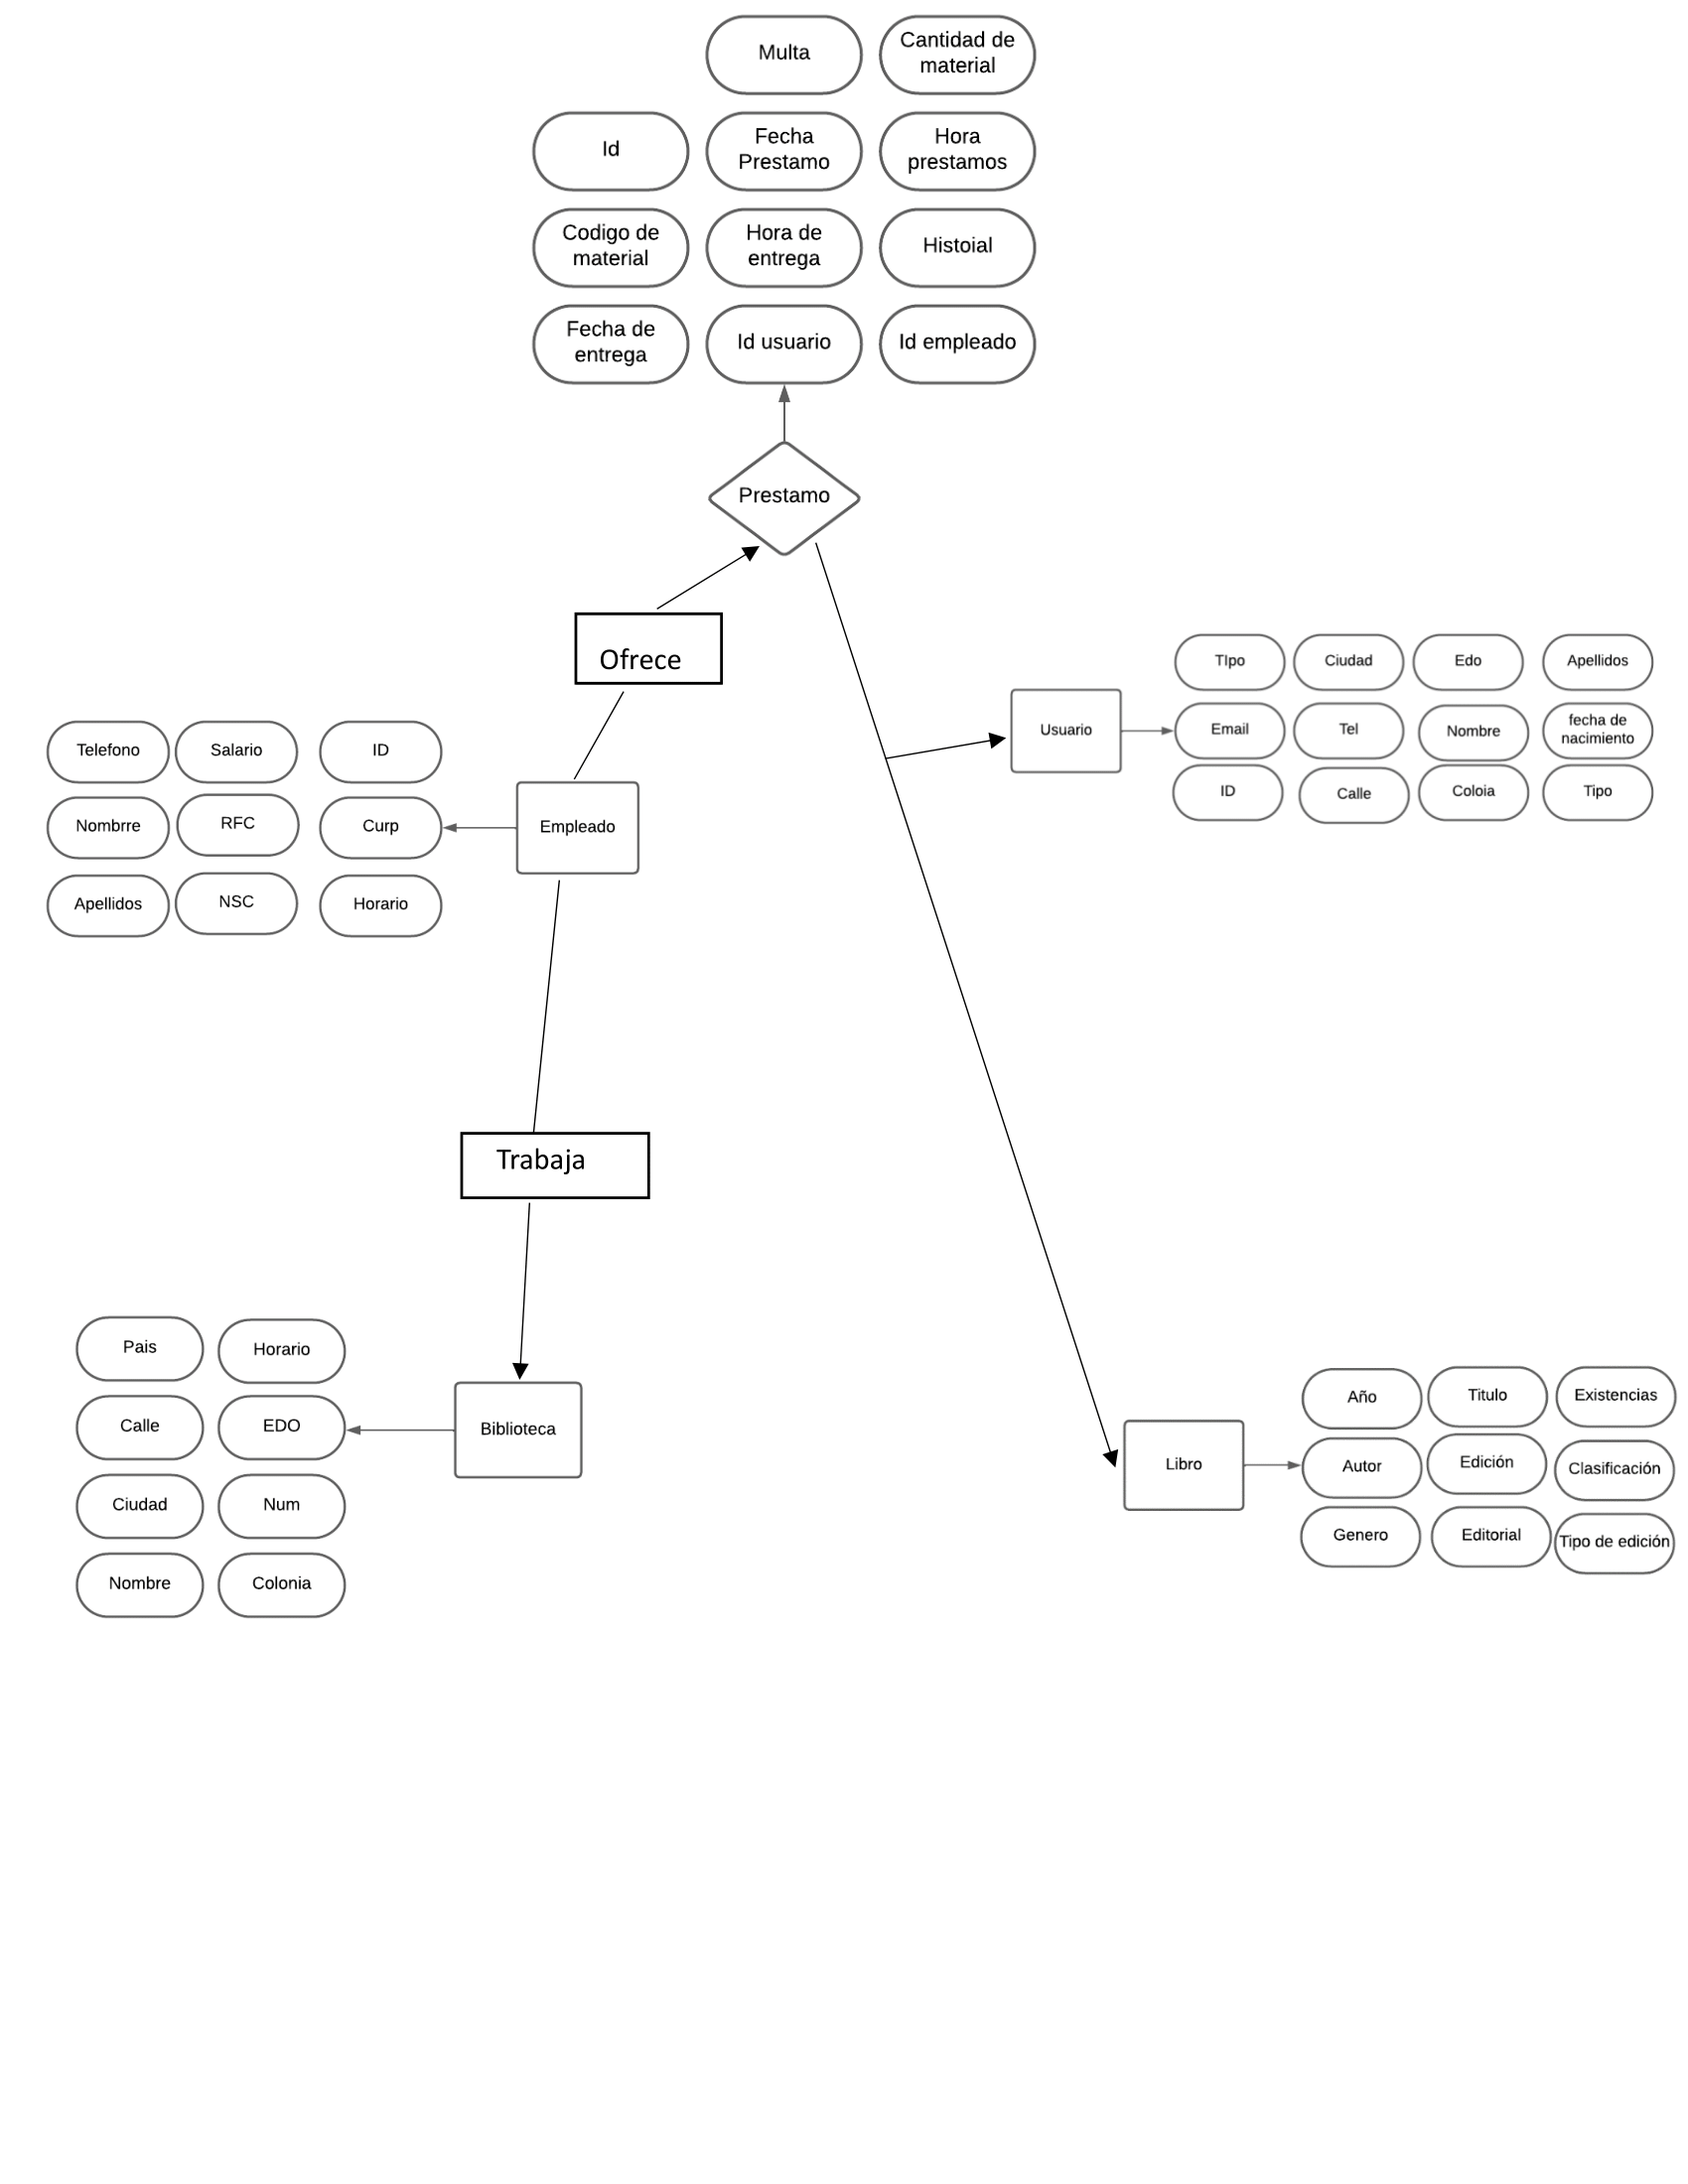 Multa
Cantidad de
material
Id
Fecha
Prestamo
Hora
prestamos
Codigo de
material
Hora de
entrega
Histoial
Fecha de
entrega
Id usuario
Id empleado
Prestamo
Ofrece
TIpo
Ciudad
Edo
Apellidos
Usuario
Email
Tel
Nombre
fecha de
nacimiento
ID
Calle
Coloia
Tipo
Telefono
Salario
ID
Nombrre
RFC
Curp
Empleado
Apellidos
NSC
Horario
Trabaja
Pais
Horario
Calle
EDO
Biblioteca
Ciudad
Num
Nombre
Colonia
Año
Titulo
Existencias
Libro
Autor
Edición
Clasificación
Genero
Editorial
Tipo de edición